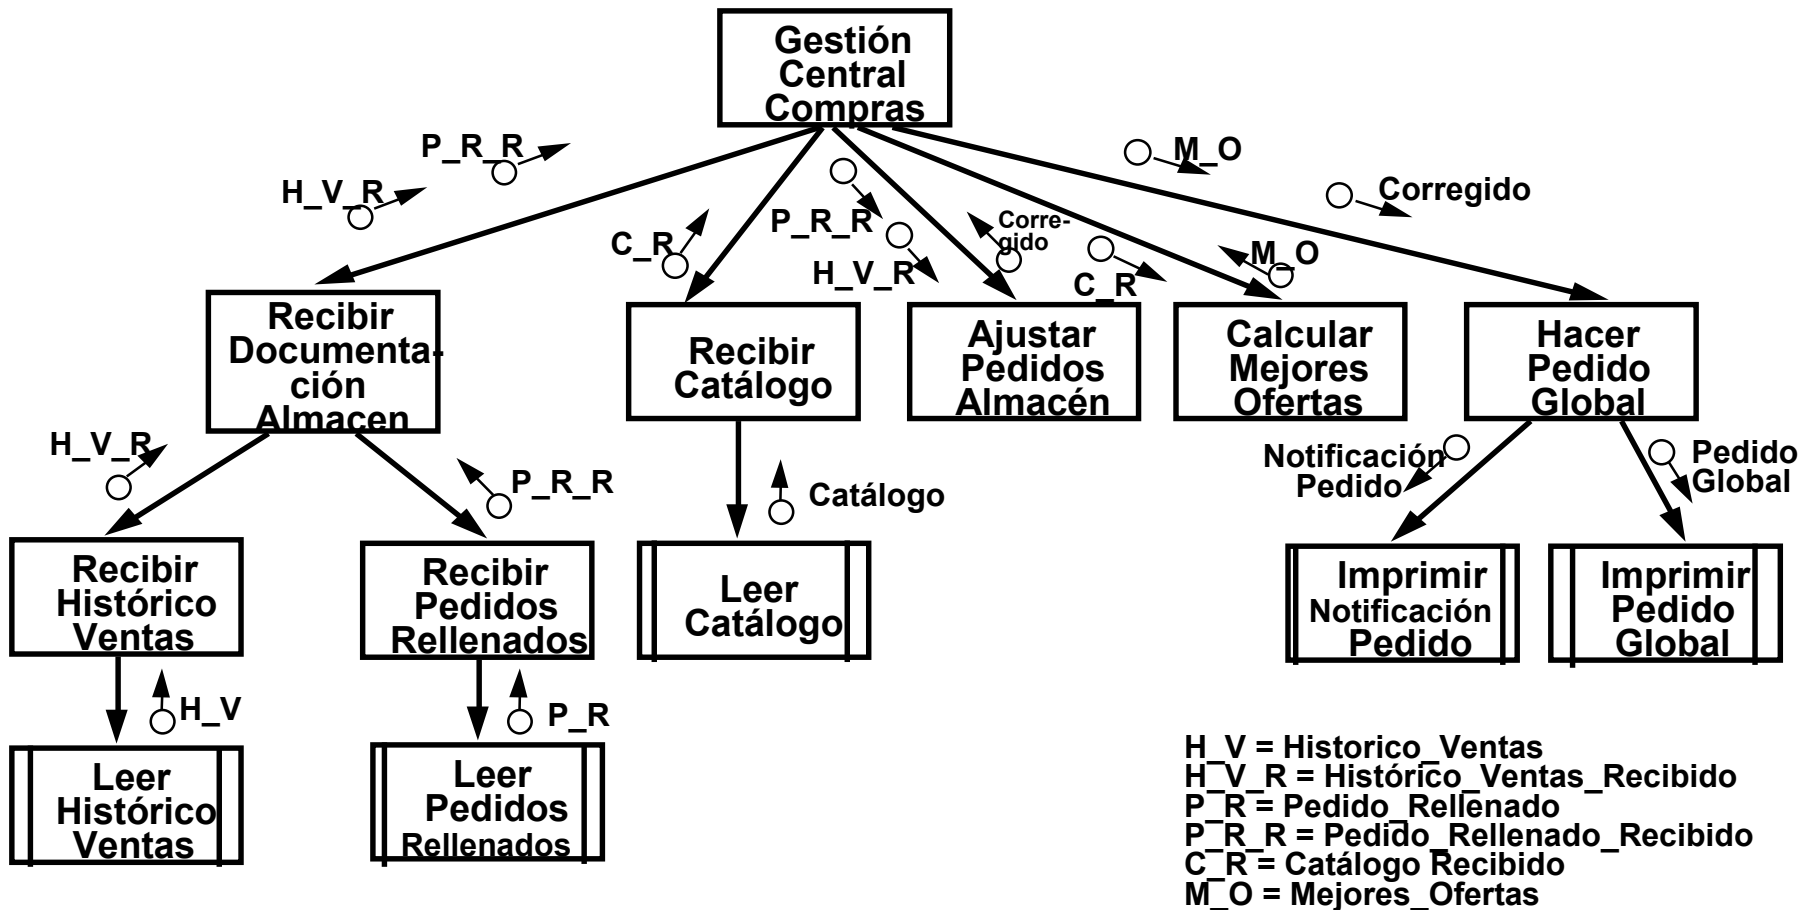 Gestión
Central
Compras
P_R_R
H_V_R
C_R
P_R_R
H_V_R
Corre-
gido
C_R
M_O
M_O
Corregido
Recibir
Documenta-
ción
Almacen
Recibir
Catálogo
Ajustar
Pedidos
Almacén
Calcular
Mejores
Ofertas
Hacer
Pedido
Global
H_V_R
P_R_R
Catálogo
Notificación
Pedido
Pedido
Global
Recibir
Histórico
Ventas
Recibir
Pedidos
Rellenados
Leer
Catálogo
Imprimir
Notificación
Pedido
Imprimir
Pedido
Global
H_V
P_R
Leer
Histórico
Ventas
Leer
Pedidos
Rellenados
H_V = Historico_Ventas
H_V_R = Histórico_Ventas_Recibido
P_R = Pedido_Rellenado
P_R_R = Pedido_Rellenado_Recibido
C_R = Catálogo Recibido
M_O = Mejores_Ofertas